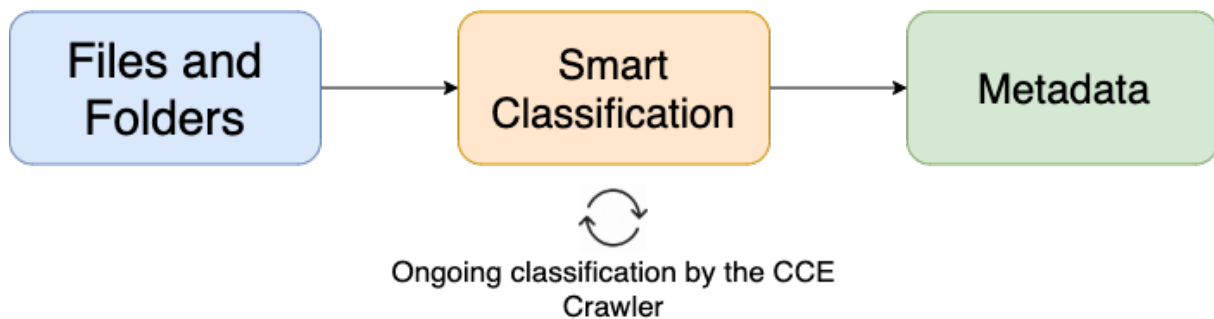 Files and
Folders
Smart
Classification
Metadata
Ongoing classification by the CCE
Crawler